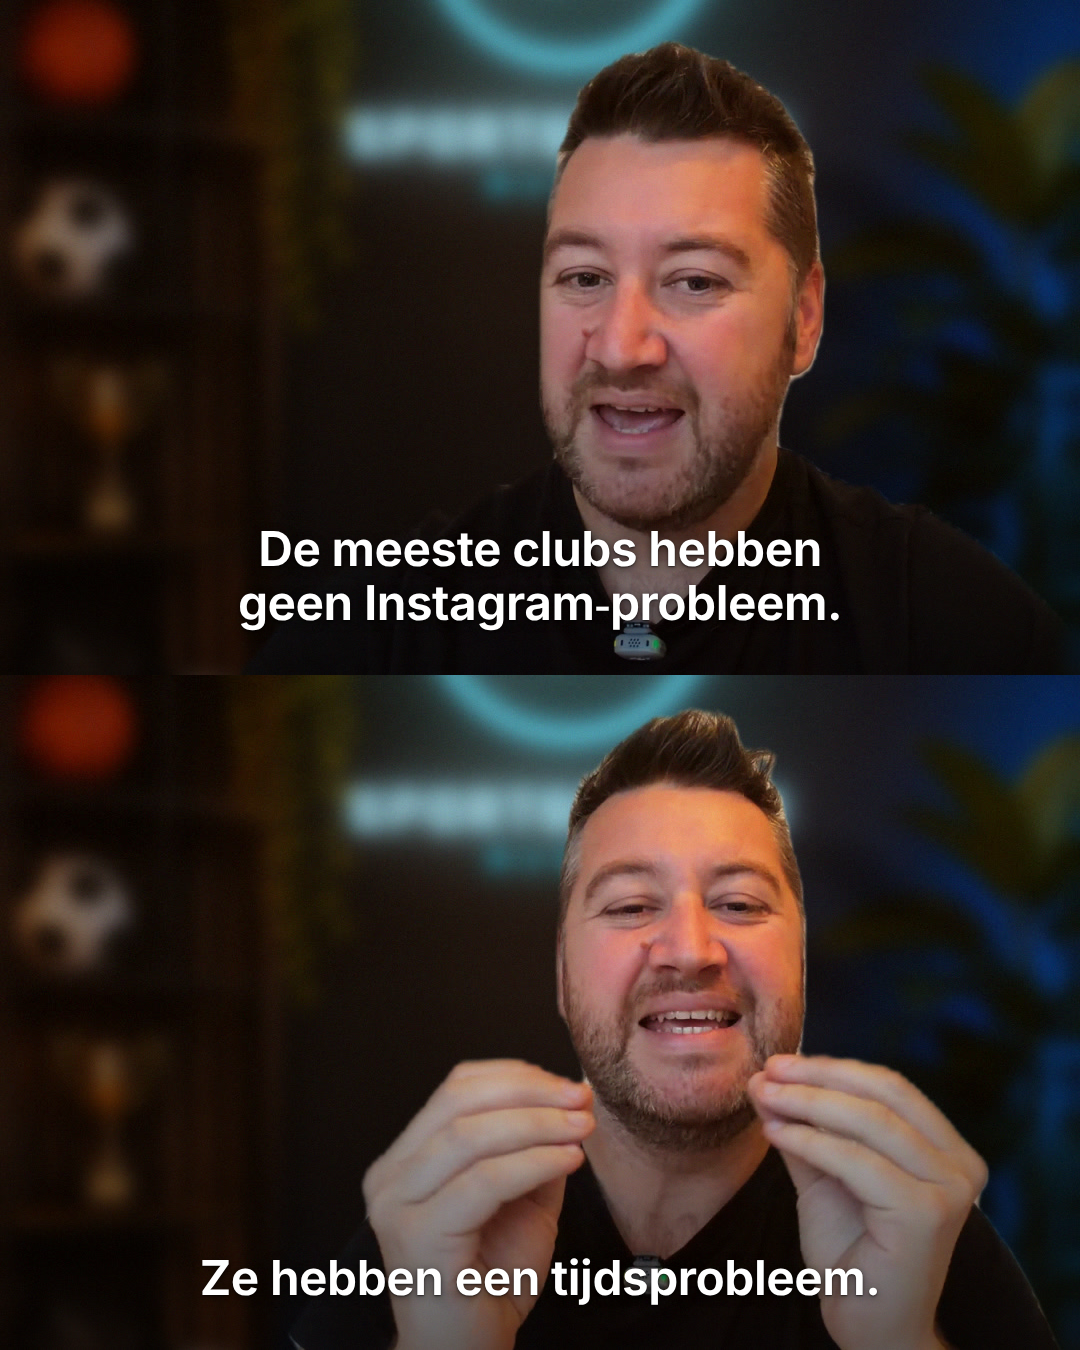 De meeste clubs hebben
geen Instagram-probleem.
Ze hebben een tijdsprobleem.